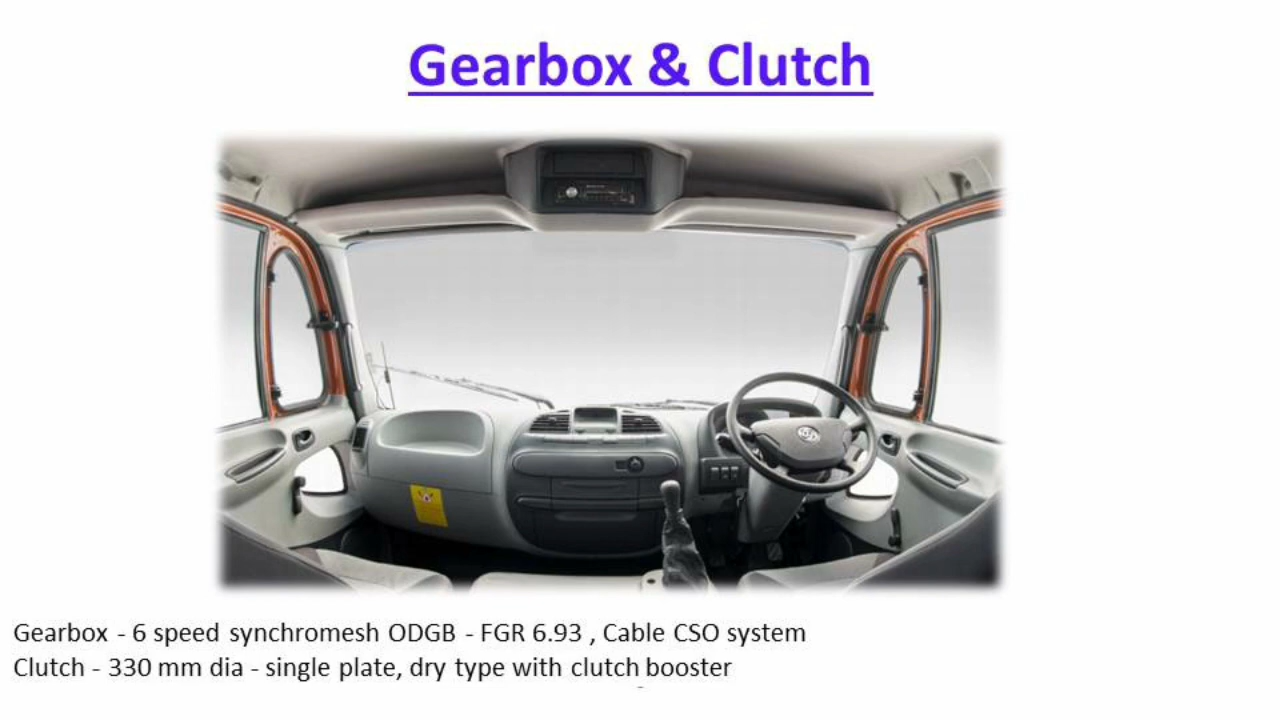 Gearbox & Clutch
Gearbox - 6 speed synchromesh ODGB - FGR 6.93 , Cable CSO system
Clutch - 330 mm dia - single plate, dry type with clutch booster